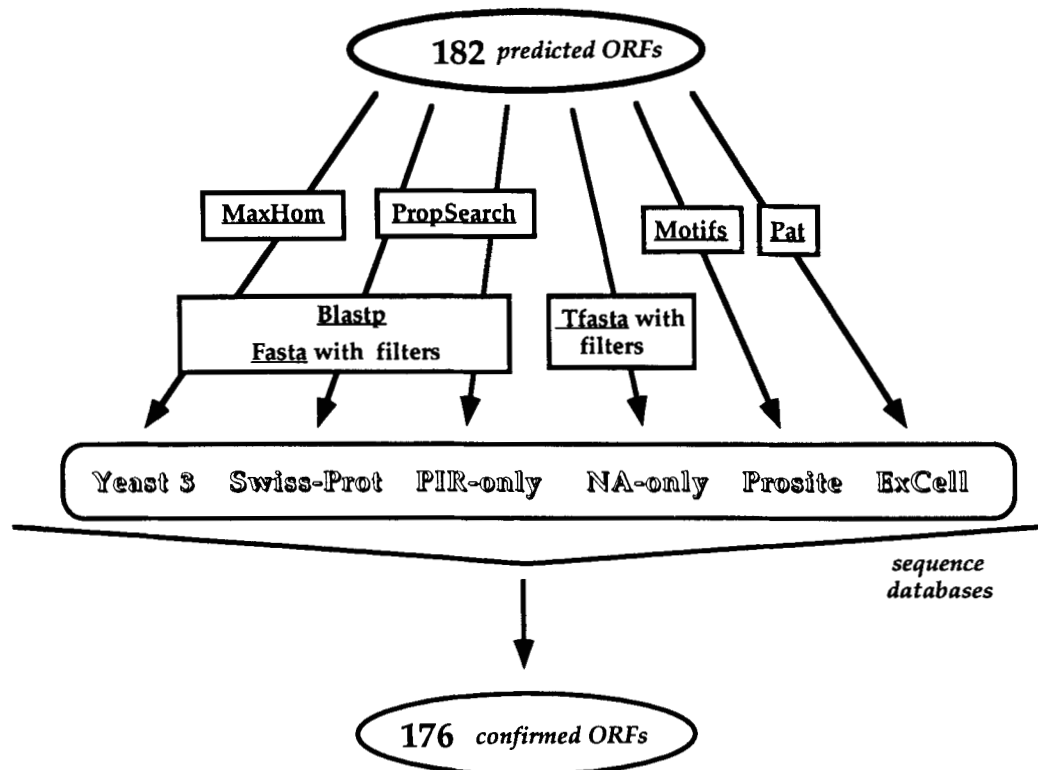 182 predicted ORFs
MaxHom
PropSearch
Motifs
Pat
Blastp
Fasta with filters
Tfasta with
filters
Yeast 3 Swiss-Prot PIR-only NA-only Prosite ExCell
sequence
databases
176 confirmed ORFs